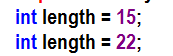 int length = 15;
int length = 22;